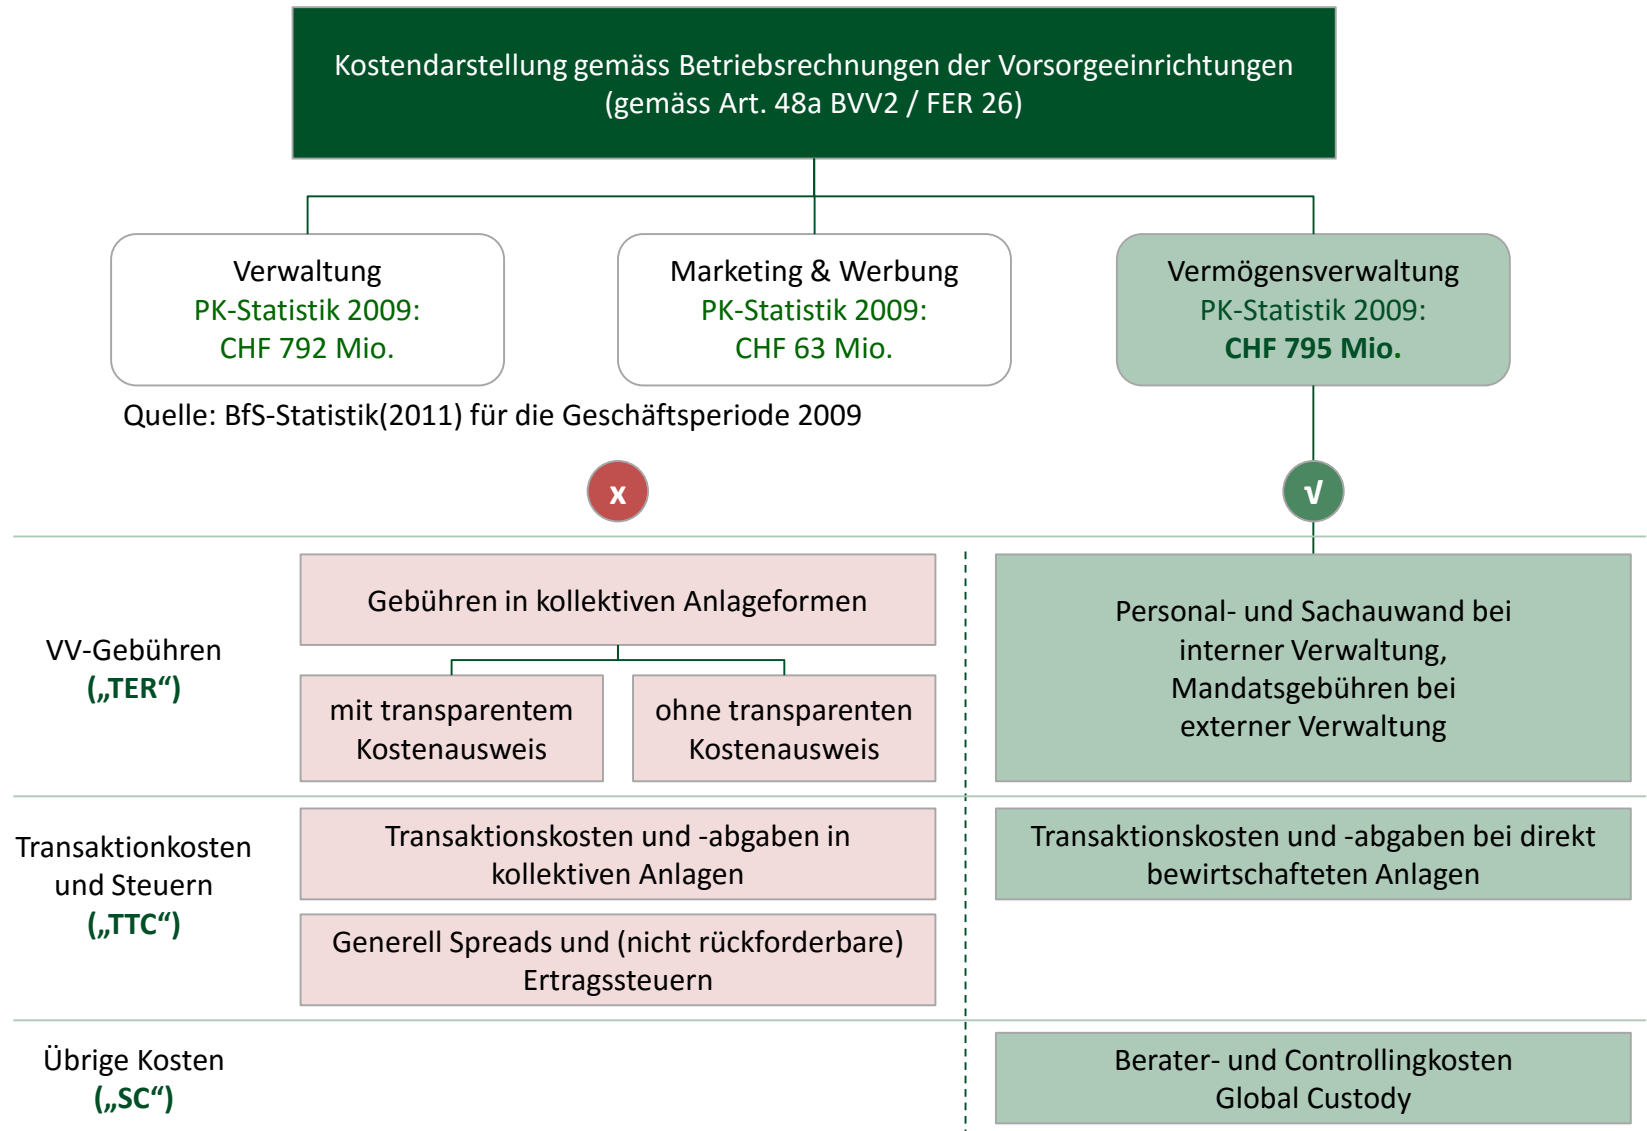 Kostendarstellung gemäss Betriebsrechnungen der Vorsorgeeinrichtungen
(gemäss Art. 48a BVV2 / FER 26)
Verwaltung
PK-Statistik 2009:
CHF 792 Mio.
Marketing & Werbung
PK-Statistik 2009:
CHF 63 Mio.
Vermögensverwaltung
PK-Statistik 2009:
CHF 795 Mio.
Quelle: BfS-Statistik(2011) für die Geschäftsperiode 2009
x
√
VV-Gebühren
(„TER“)
Gebühren in kollektiven Anlageformen
mit transparentem
Kostenausweis
ohne transparenten
Kostenausweis
Personal- und Sachauwand bei
interner Verwaltung,
Mandatsgebühren bei
externer Verwaltung
Transaktionkosten
und Steuern
(„TTC“)
Transaktionskosten und -abgaben in
kollektiven Anlagen
Generell Spreads und (nicht rückforderbare)
Ertragssteuern
Transaktionskosten und -abgaben bei direkt
bewirtschafteten Anlagen
Übrige Kosten
(„SC“)
Berater- und Controllingkosten
Global Custody